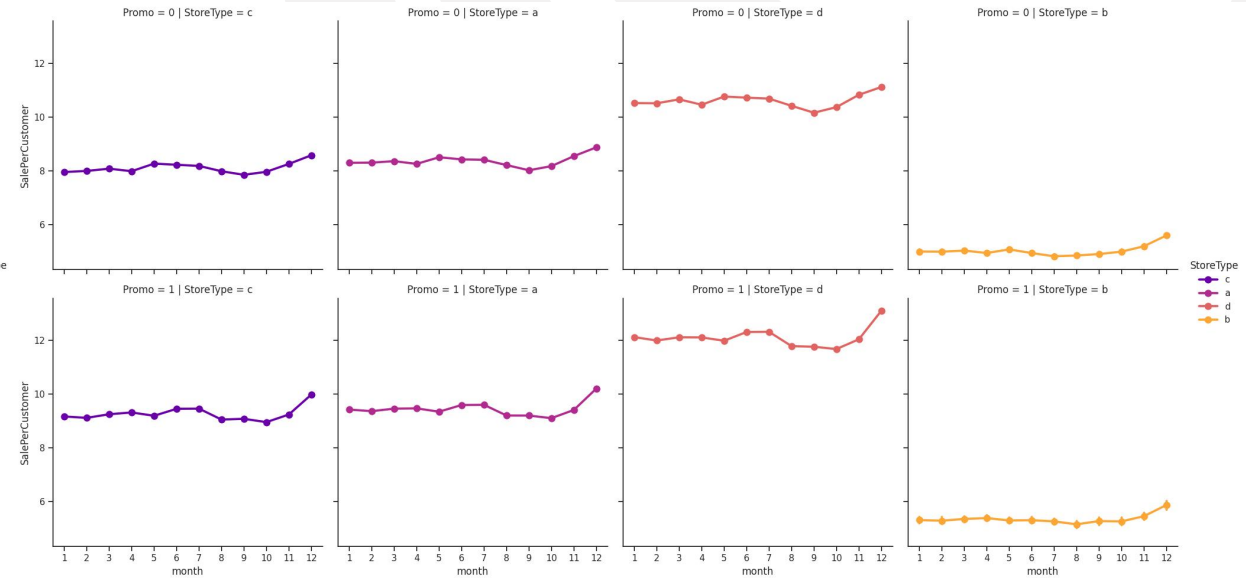 Promo = 0 | StoreType = c
Promo = 0 | StoreType = a
Promo = 0 | StoreType = d
Promo = 0 | StoreType = b
12
10
8
6
SalePerCustomer
e
Promo = 1 | StoreType = c
Promo = 1 | StoreType = a
Promo = 1 | StoreType = d
Promo = 1 | StoreType = b
12
10
8
6
SalePerCustomer
1 2 3 4 5 6 7 8 9 10 11 12
month
1 2 3 4 5 6 7 8 9 10 11 12
month
1 2 3 4 5 6 7 8 9 10 11 12
month
1 2 3 4 5 6 7 8 9 10 11 12
month
StoreType
c
a
d
b